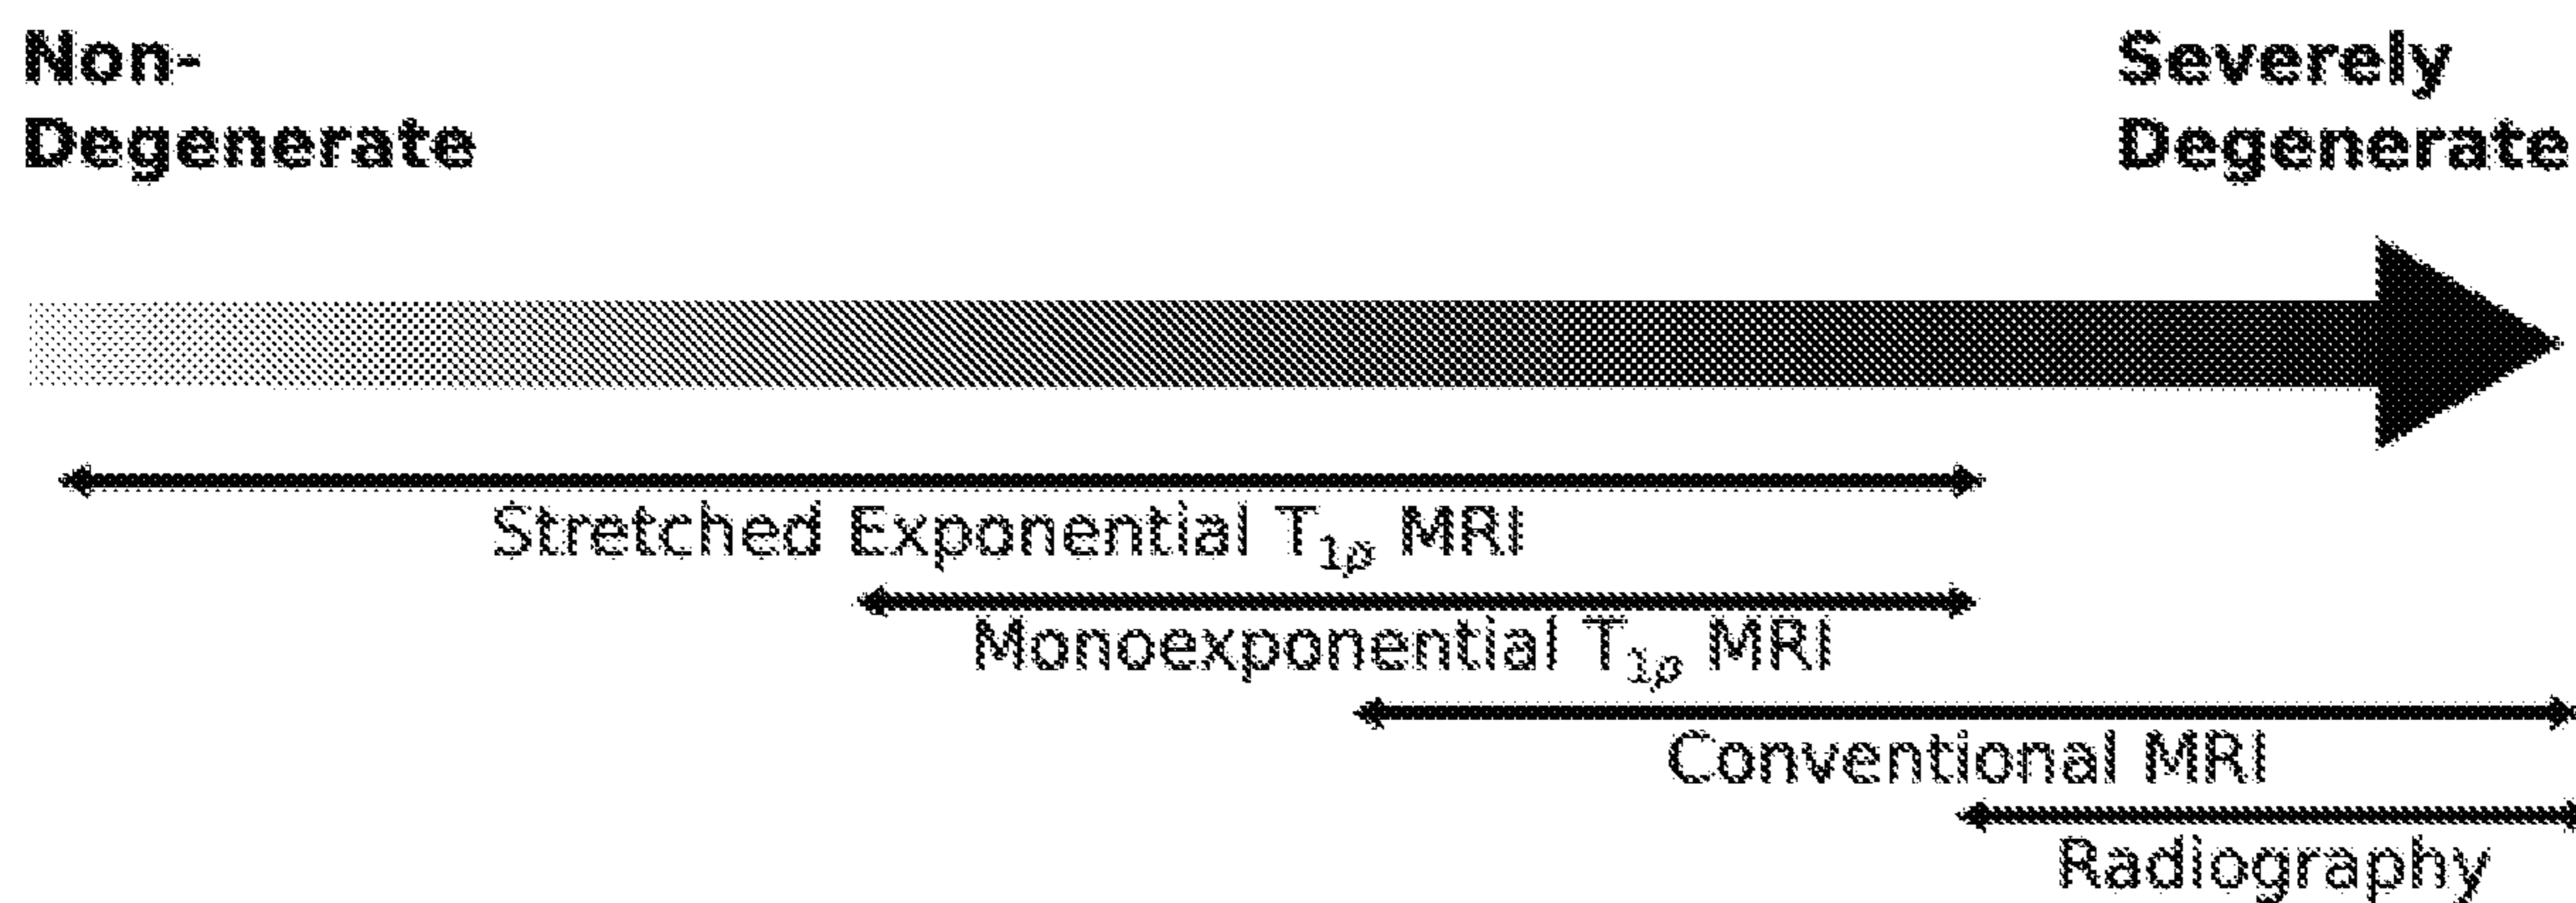 Non-
Degenerate
Severely
Degenerate
Stretched Exponential T1ρ MRI
Monoexponential T1ρ MRI
Conventional MRI
Radiography